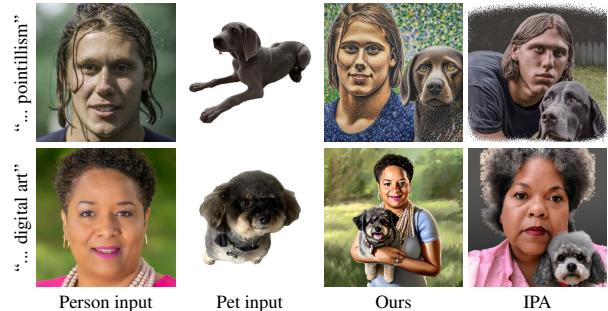 “... pointillism”
“... digital art”
Person input
Pet input
Ours
IPA